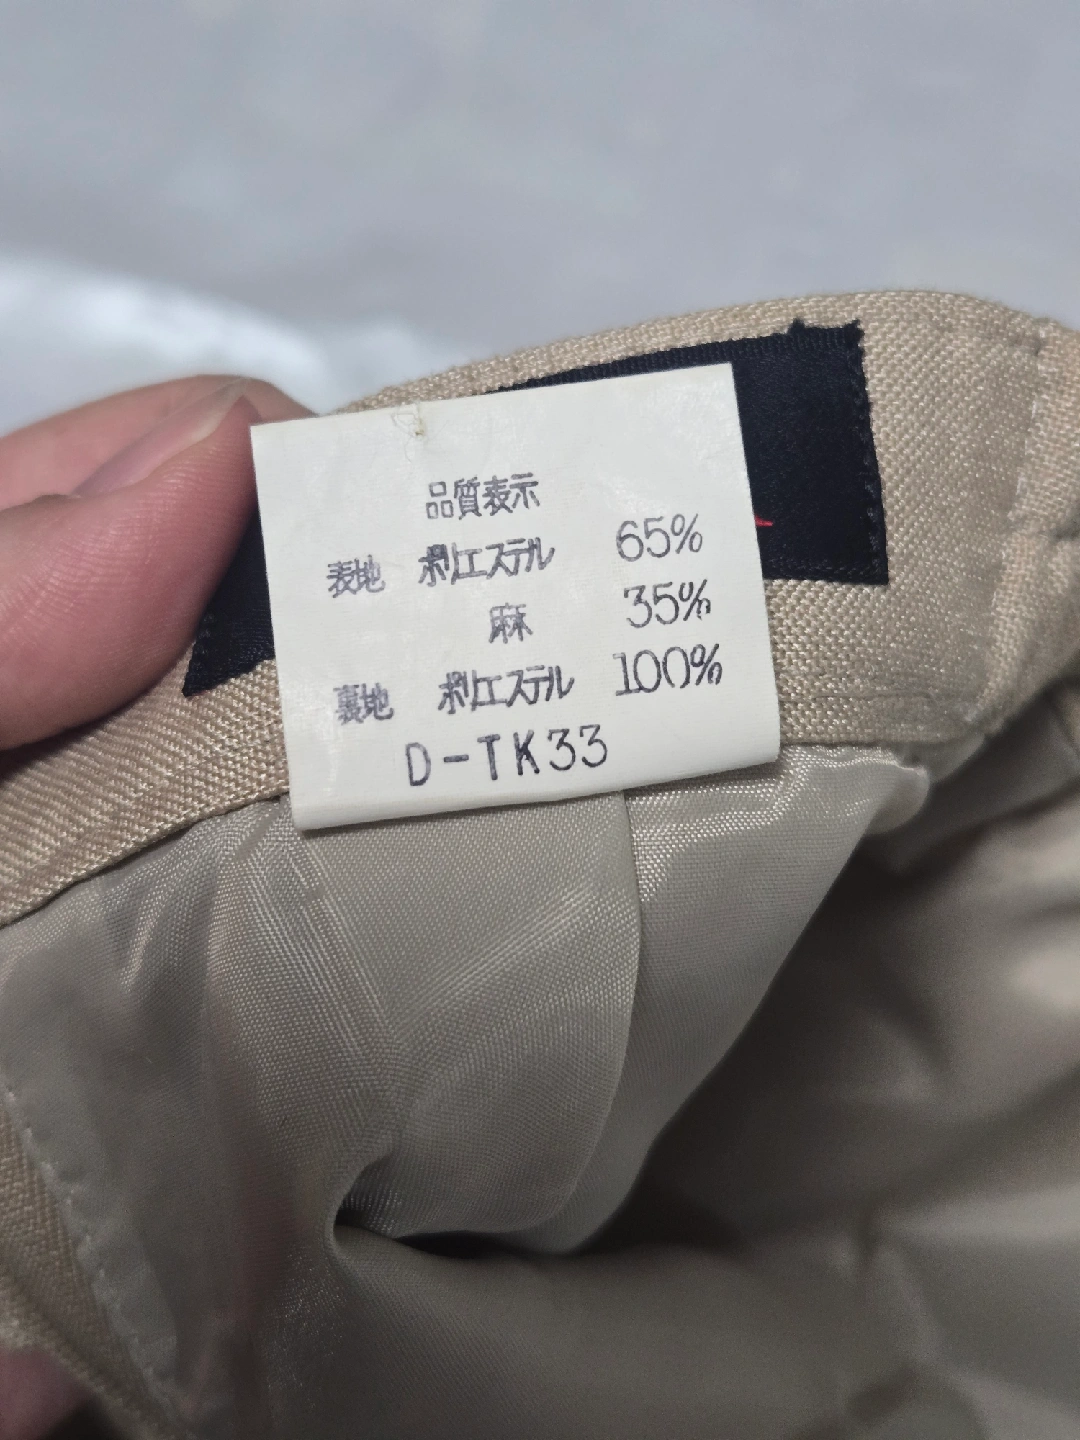 品質表示
表地 ポリエステル 65%
麻 35%
裏地 ポリエステル 100%
D-TK33